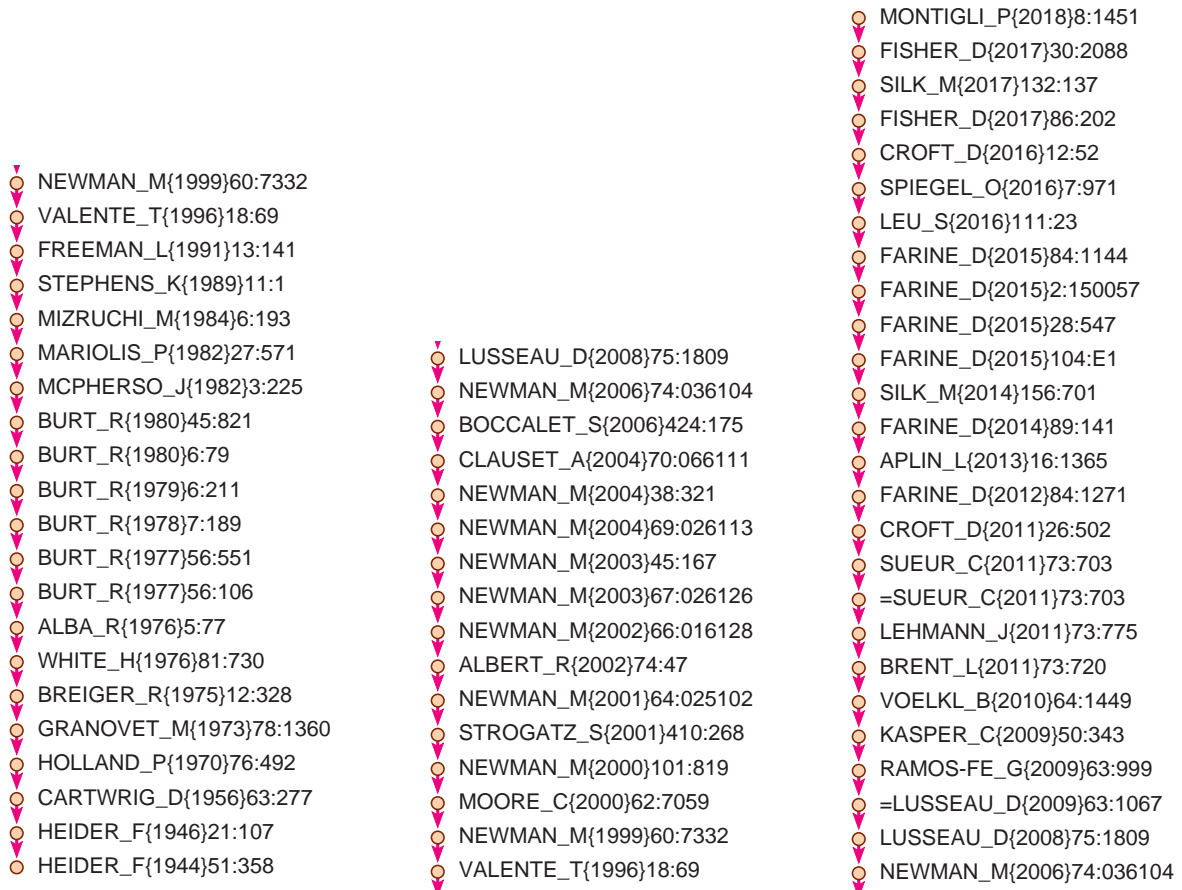 NEWMAN_M{1999}60:7332
VALENTE_T{1996}18:69
FREEMAN_L{1991}13:141
STEPHENS_K{1989}11:1
MIZRUCHI_M{1984}6:193
MARIOLIS_P{1982}27:571
MCPHERSO_J{1982}3:225
BURT_R{1980}45:821
BURT_R{1980}6:79
BURT_R{1979}6:211
BURT_R{1978}7:189
BURT_R{1977}56:551
BURT_R{1977}56:106
ALBA_R{1976}5:77
WHITE_H{1976}81:730
BREIGER_R{1975}12:328
GRANOVET_M{1973}78:1360
HOLLAND_P{1970}76:492
CARTWRIG_D{1956}63:277
HEIDER_F{1946}21:107
HEIDER_F{1944}51:358
LUSSEAU_D{2008}75:1809
NEWMAN_M{2006}74:036104
BOCCALET_S{2006}424:175
CLAUSET_A{2004}70:066111
NEWMAN_M{2004}38:321
NEWMAN_M{2004}69:026113
NEWMAN_M{2003}45:167
NEWMAN_M{2003}67:026126
NEWMAN_M{2002}66:016128
ALBERT_R{2002}74:47
NEWMAN_M{2001}64:025102
STROGATZ_S{2001}410:268
NEWMAN_M{2000}101:819
MOORE_C{2000}62:7059
NEWMAN_M{1999}60:7332
VALENTE_T{1996}18:69
MONTIGLI_P{2018}8:1451
FISHER_D{2017}30:2088
SILK_M{2017}132:137
FISHER_D{2017}86:202
CROFT_D{2016}12:52
SPIEGEL_O{2016}7:971
LEU_S{2016}111:23
FARINE_D{2015}84:1144
FARINE_D{2015}2:150057
FARINE_D{2015}28:547
FARINE_D{2015}104:E1
SILK_M{2014}156:701
FARINE_D{2014}89:141
APLIN_L{2013}16:1365
FARINE_D{2012}84:1271
CROFT_D{2011}26:502
SUEUR_C{2011}73:703
=SUEUR_C{2011}73:703
LEHMANN_J{2011}73:775
BRENT_L{2011}73:720
VOELKL_B{2010}64:1449
KASPER_C{2009}50:343
RAMOS-FE_G{2009}63:999
=LUSSEAU_D{2009}63:1067
LUSSEAU_D{2008}75:1809
NEWMAN_M{2006}74:036104